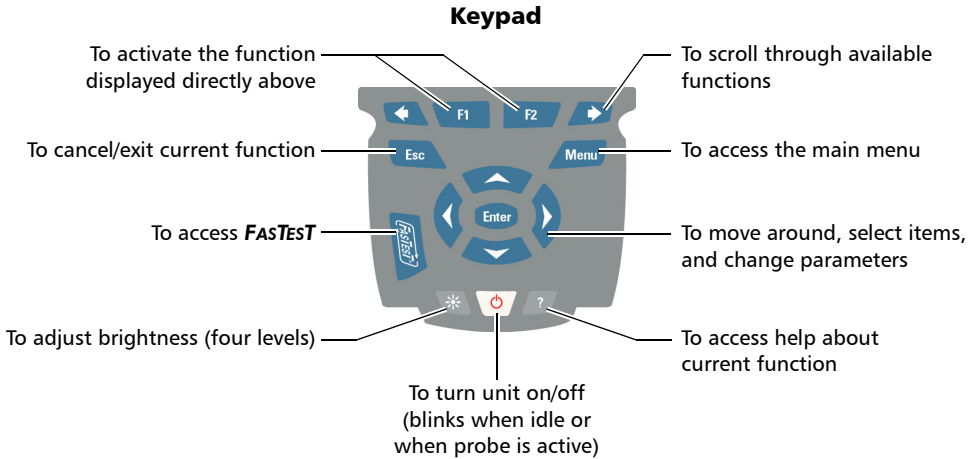 Keypad
To activate the function
displayed directly above
To scroll through available
functions
F1
F2
To cancel/exit current function
Esc
Menu
To access the main menu
Enter
To access FASTEST
FASTEST
To move around, select items,
and change parameters
?
To adjust brightness (four levels)
To access help about
current function
To turn unit on/off
(blinks when idle or
when probe is active)